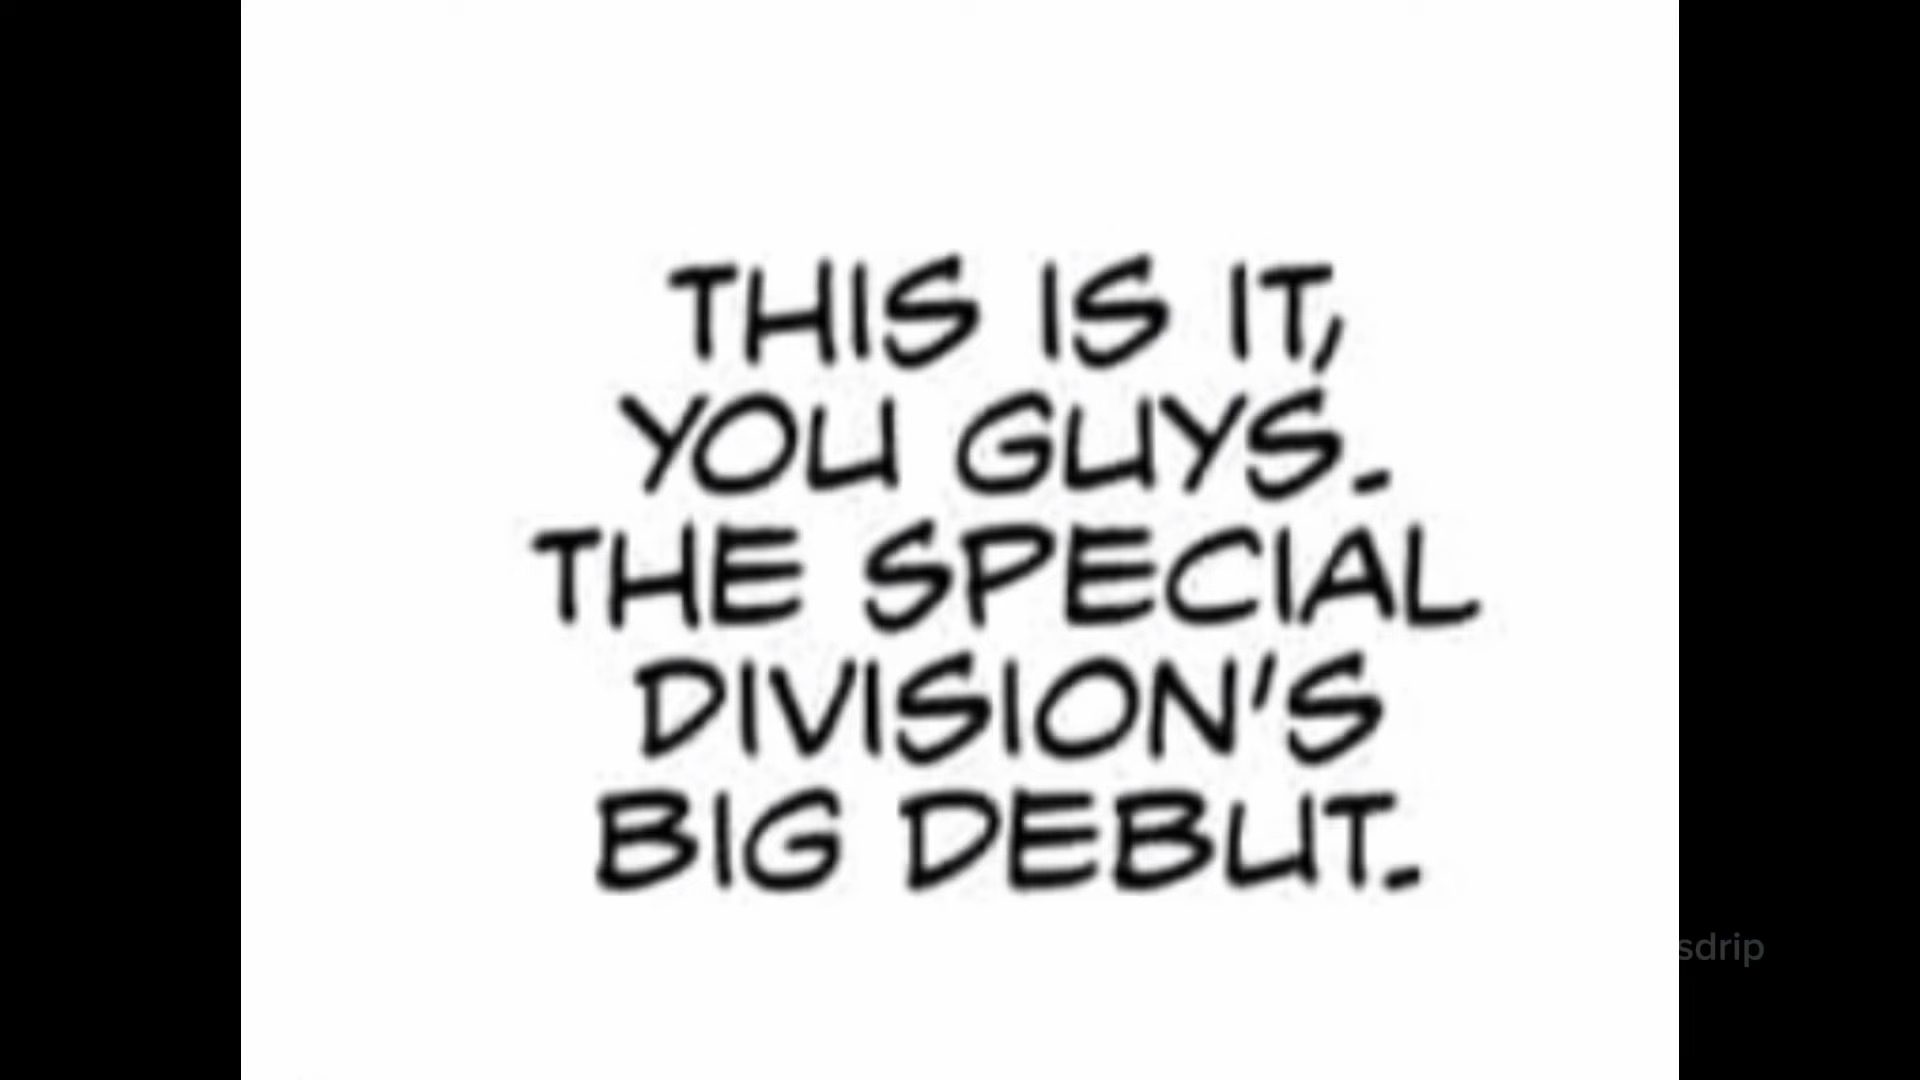 THIS IS IT,
YOU GUYS.
THE SPECIAL
DIVISION'S
BIG DEBUT.
sdrip